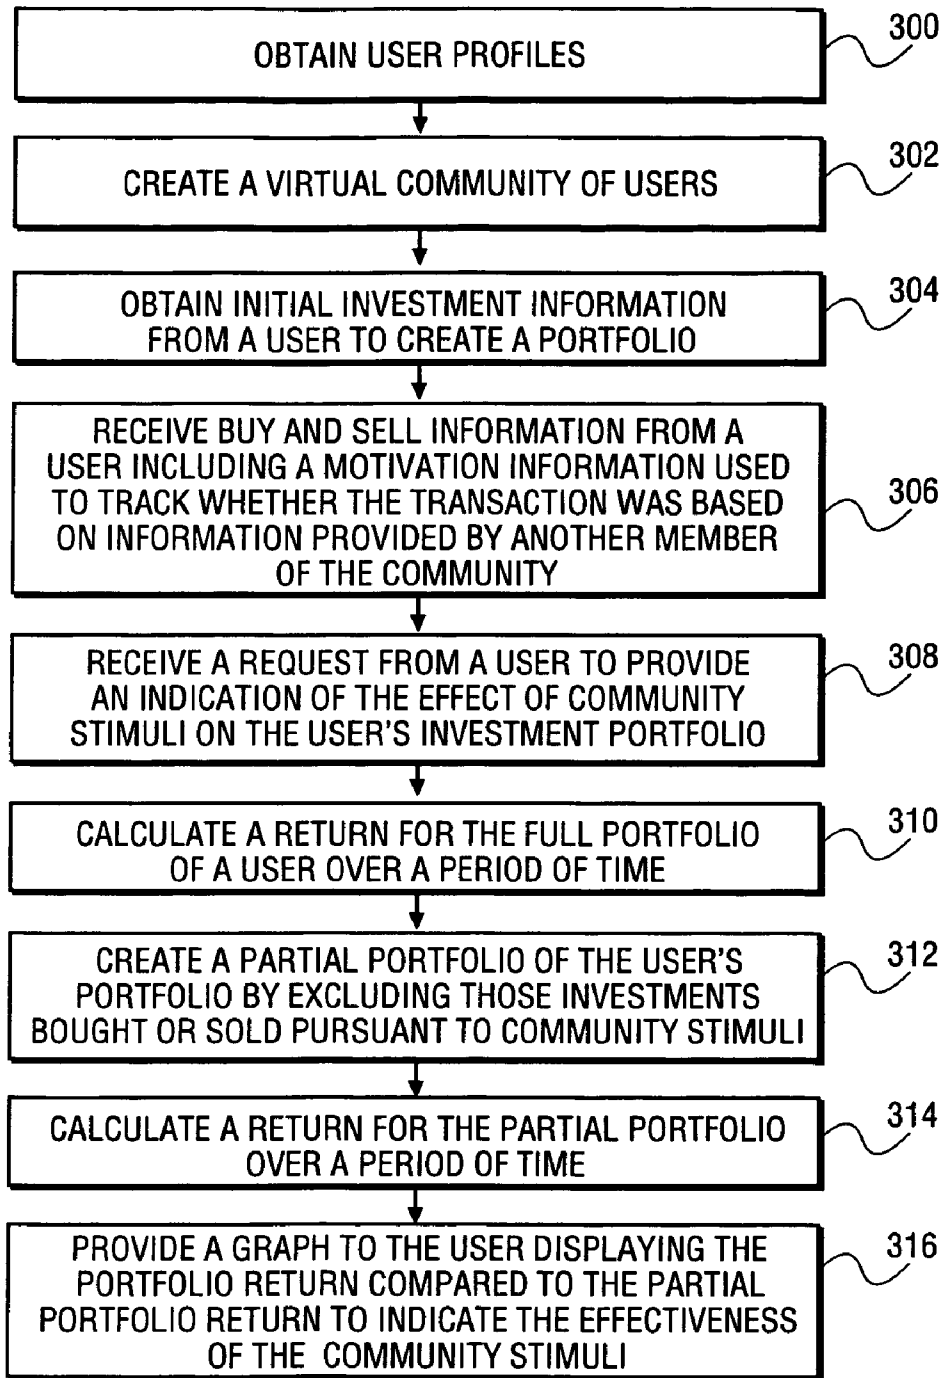 OBTAIN USER PROFILES
300
CREATE A VIRTUAL COMMUNITY OF USERS
302
OBTAIN INITIAL INVESTMENT INFORMATION
FROM A USER TO CREATE A PORTFOLIO
304
RECEIVE BUY AND SELL INFORMATION FROM A
USER INCLUDING A MOTIVATION INFORMATION USED
TO TRACK WHETHER THE TRANSACTION WAS BASED
ON INFORMATION PROVIDED BY ANOTHER MEMBER
OF THE COMMUNITY
306
RECEIVE A REQUEST FROM A USER TO PROVIDE
AN INDICATION OF THE EFFECT OF COMMUNITY
STIMULI ON THE USER'S INVESTMENT PORTFOLIO
308
CALCULATE A RETURN FOR THE FULL PORTFOLIO
OF A USER OVER A PERIOD OF TIME
310
CREATE A PARTIAL PORTFOLIO OF THE USER'S
PORTFOLIO BY EXCLUDING THOSE INVESTMENTS
BOUGHT OR SOLD PURSUANT TO COMMUNITY STIMULI
312
CALCULATE A RETURN FOR THE PARTIAL PORTFOLIO
OVER A PERIOD OF TIME
314
PROVIDE A GRAPH TO THE USER DISPLAYING THE
PORTFOLIO RETURN COMPARED TO THE PARTIAL
PORTFOLIO RETURN TO INDICATE THE EFFECTIVENESS
OF THE COMMUNITY STIMULI
316